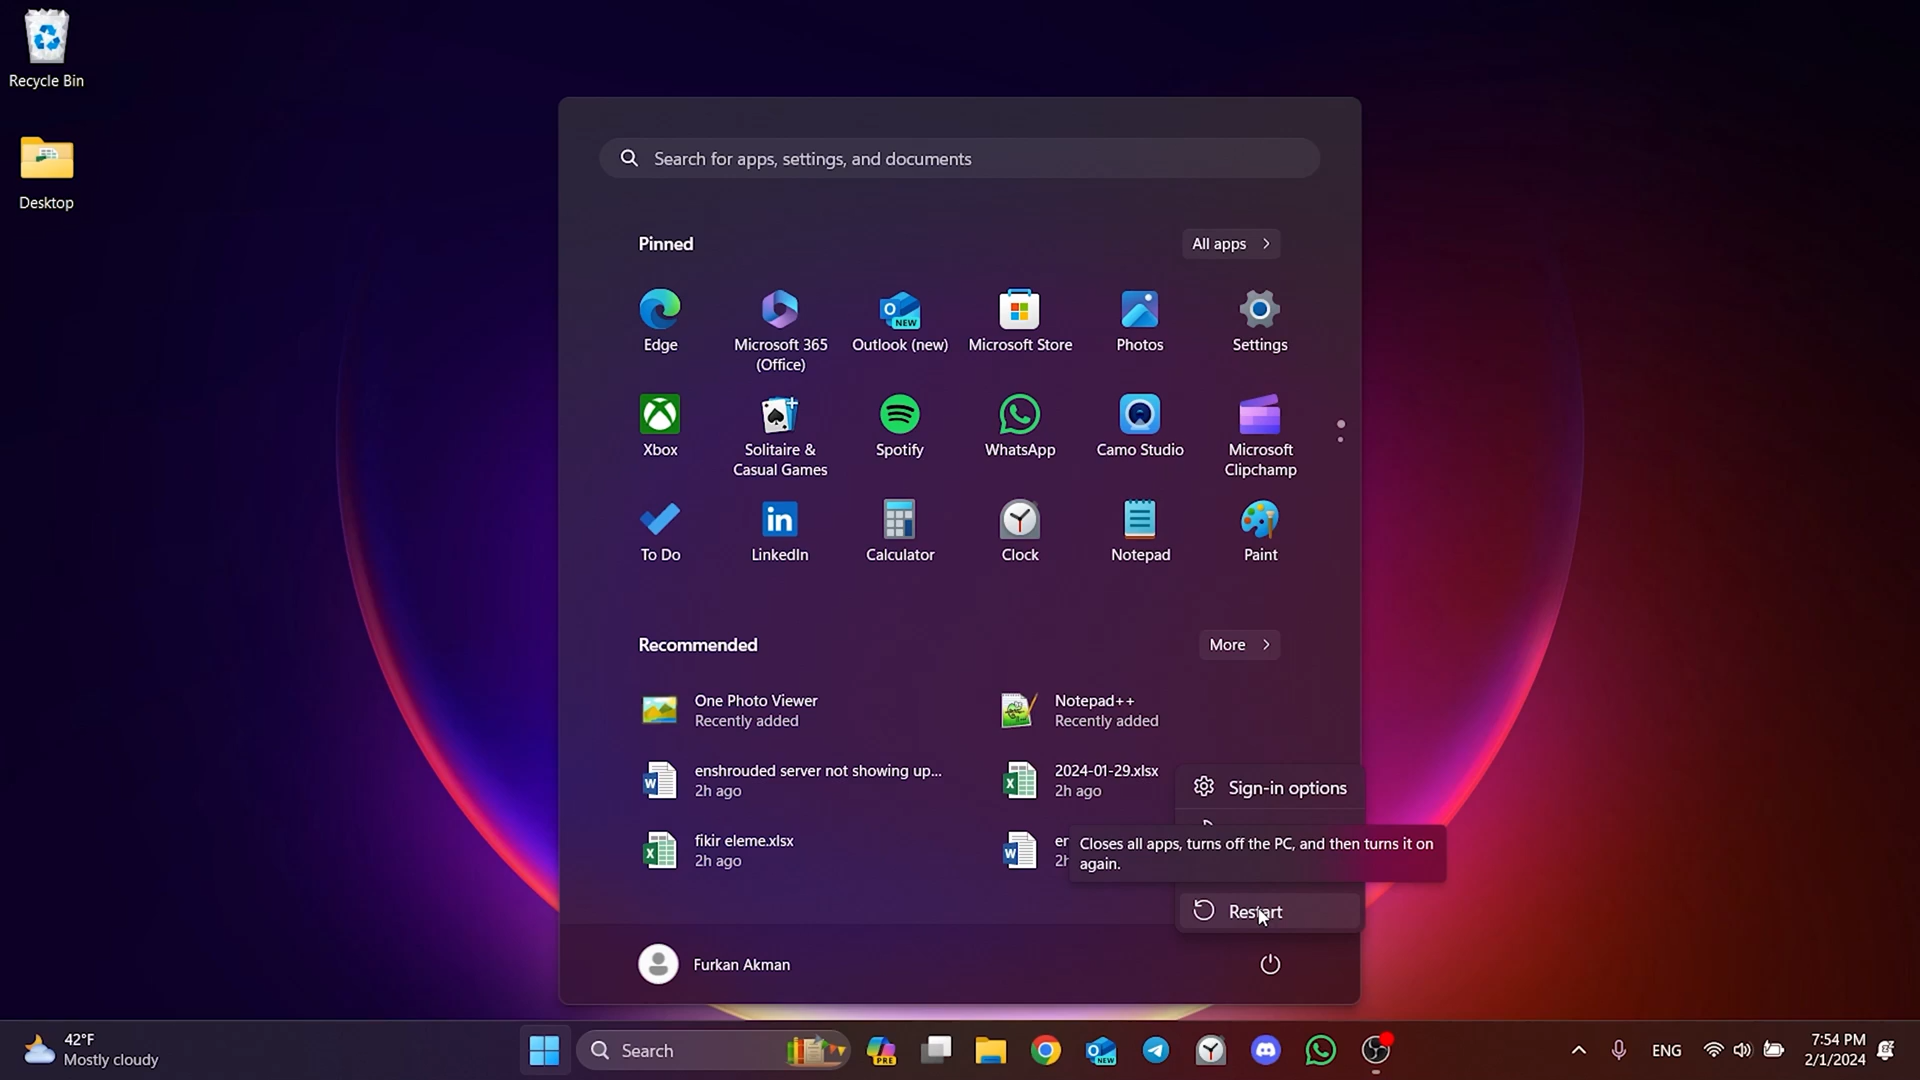 Recycle Bin
Desktop
Search for apps, settings, and documents
Pinned
All apps
Edge
Microsoft 365
(Office)
Outlook (new)
Microsoft Store
Photos
Settings
Xbox
Solitaire &
Casual Games
Spotify
WhatsApp
Camo Studio
Microsoft
Clipchamp
To Do
LinkedIn
Calculator
Clock
Notepad
Paint
Recommended
More
One Photo Viewer
Recently added
Notepad++
Recently added
enshrouded server not showing up...
2h ago
2024-01-29.xlsx
2h ago
fikir eleme.xlsx
2h ago
er
2h
Sign-in options
Closes all apps, turns off the PC, and then turns it on
again.
Restart
Furkan Akman
42°F
Mostly cloudy
Search
PRE
NEW
ENG
7:54 PM
2/1/2024